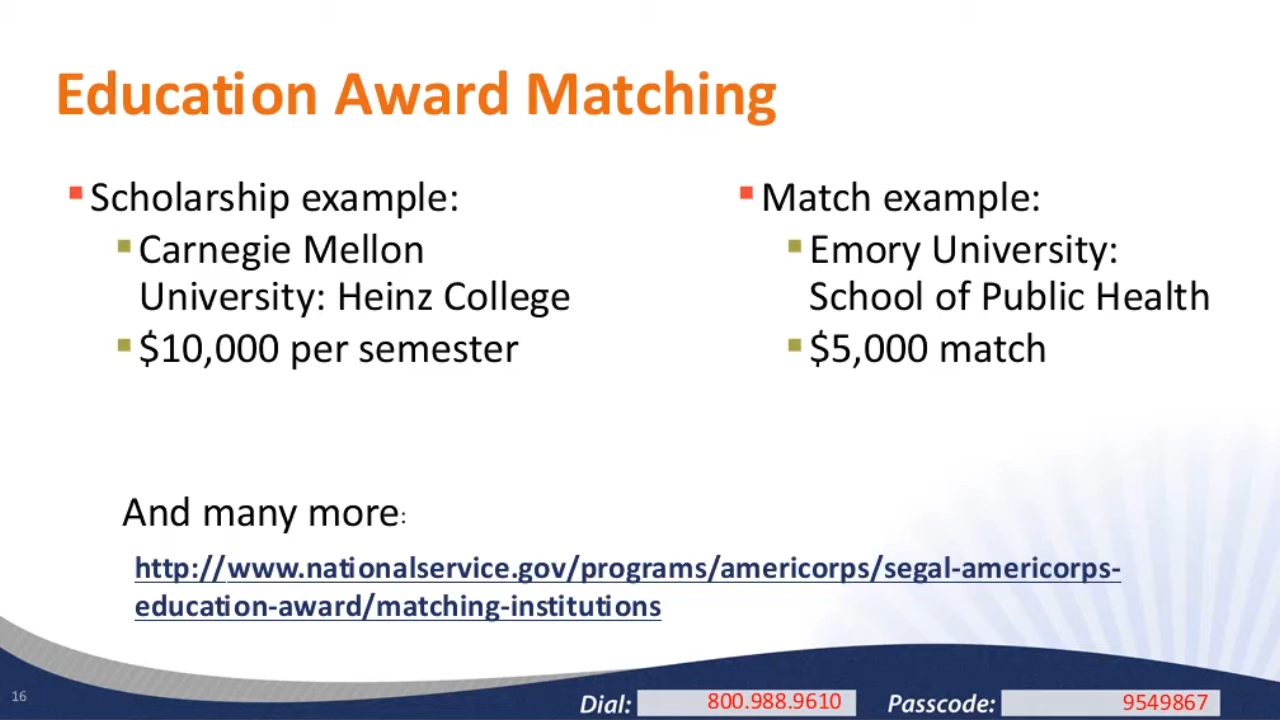 Education Award Matching
Scholarship example:
Carnegie Mellon
University: Heinz College
$10,000 per semester
Match example:
Emory University:
School of Public Health
$5,000 match
And many more:
http://www.nationalservice.gov/programs/americorps/segal-americorps-
education-award/matching-institutions
16
Dial: 800.988.9610 Passcode: 9549867